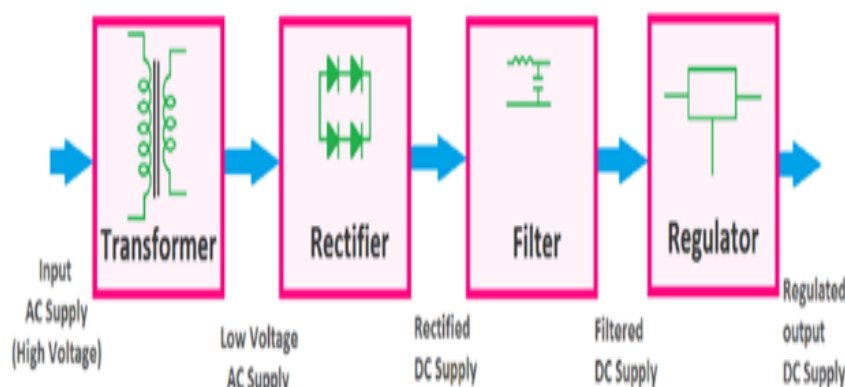 Transformer
Rectifier
Filter
Regulator
Input
AC Supply
(High Voltage)
Low Voltage
AC Supply
Rectified
DC Supply
Filtered
DC Supply
Regulated
output
DC Supply